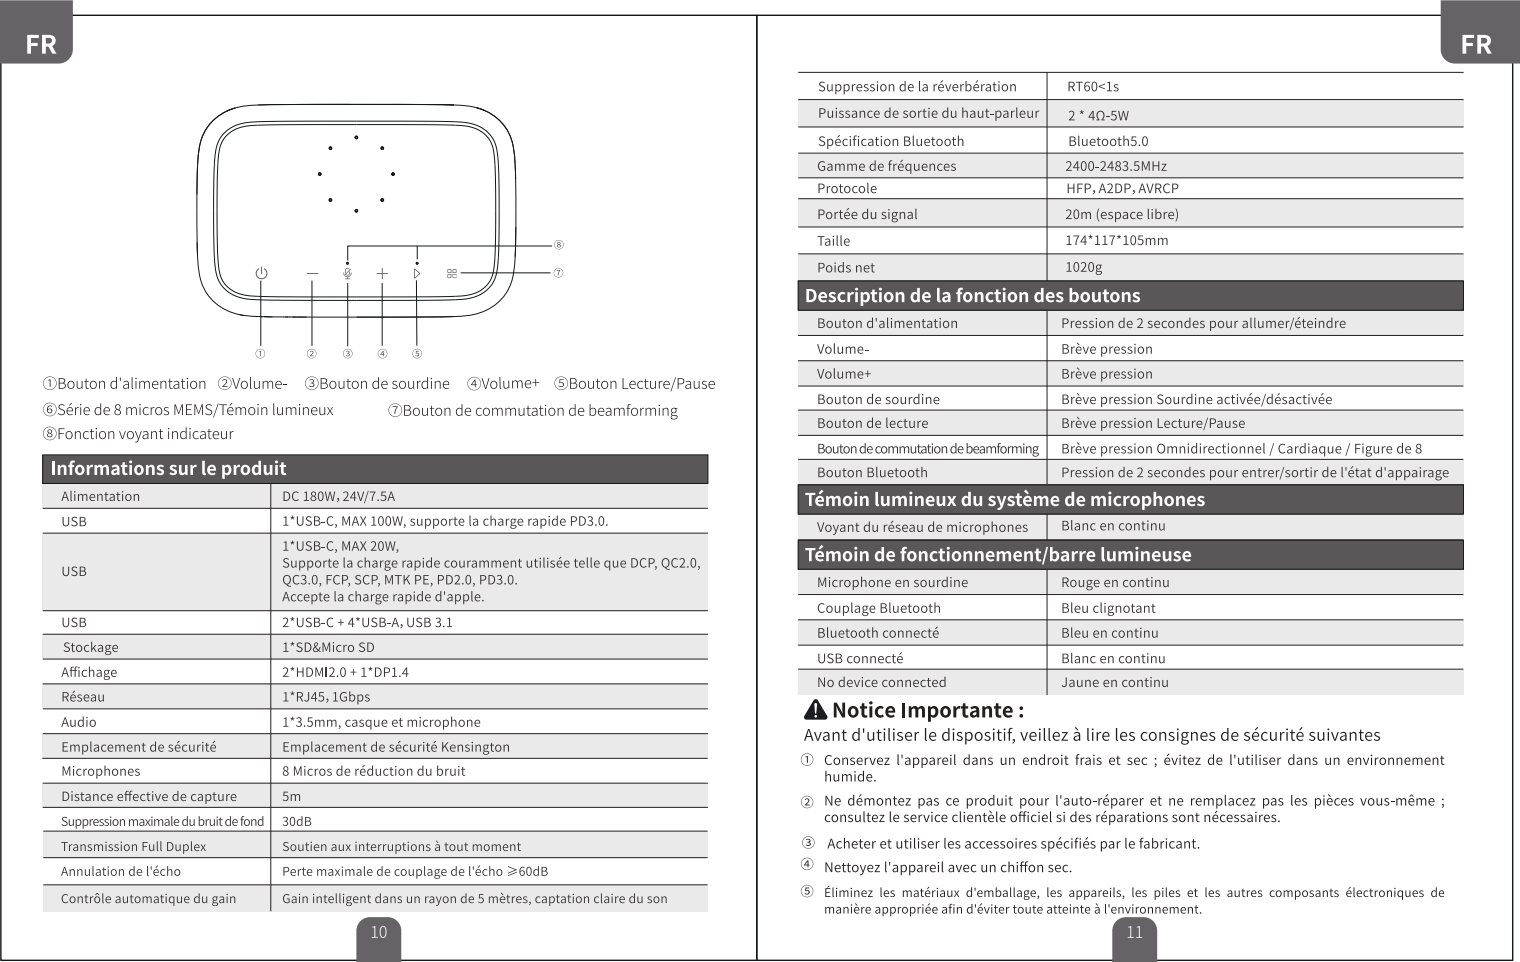 FR
⑧
⑦
① ② ③ ④ ⑤
①Bouton d'alimentation ②Volume- ③Bouton de sourdine ④Volume+ ⑤Bouton Lecture/Pause
⑥Série de 8 micros MEMS/Témoin lumineux ⑦Bouton de commutation de beamforming
⑧Fonction voyant indicateur
Informations sur le produit
Alimentation DC 180W, 24V/7.5A
USB 1*USB-C, MAX 100W, supporte la charge rapide PD3.0.
USB 1*USB-C, MAX 20W,
Supporte la charge rapide couramment utilisée telle que DCP, QC2.0,
QC3.0, FCP, SCP, MTK PE, PD2.0, PD3.0.
Accepte la charge rapide d'apple.
USB 2*USB-C + 4*USB-A, USB 3.1
Stockage 1*SD&Micro SD
Affichage 2*HDMI2.0 + 1*DP1.4
Réseau 1*RJ45, 1Gbps
Audio 1*3.5mm, casque et microphone
Emplacement de sécurité Emplacement de sécurité Kensington
Microphones 8 Micros de réduction du bruit
Distance effective de capture 5m
Suppression maximale du bruit de fond 30dB
Transmission Full Duplex Soutien aux interruptions à tout moment
Annulation de l'écho Perte maximale de couplage de l'écho ≥60dB
Contrôle automatique du gain Gain intelligent dans un rayon de 5 mètres, captation claire du son
10
FR
Suppression de la réverbération RT60<1s
Puissance de sortie du haut-parleur 2 * 4Ω-5W
Spécification Bluetooth Bluetooth5.0
Gamme de fréquences 2400-2483.5MHz
Protocole HFP, A2DP, AVRCP
Portée du signal 20m (espace libre)
Taille 174*117*105mm
Poids net 1020g
Description de la fonction des boutons
Bouton d'alimentation Pression de 2 secondes pour allumer/éteindre
Volume- Brève pression
Volume+ Brève pression
Bouton de sourdine Brève pression Sourdine activée/désactivée
Bouton de lecture Brève pression Lecture/Pause
Bouton de commutation de beamforming Brève pression Omnidirectionnel / Cardiaque / Figure de 8
Bouton Bluetooth Pression de 2 secondes pour entrer/sortir de l'état d'appairage
Témoin lumineux du système de microphones
Voyant du réseau de microphones Blanc en continu
Témoin de fonctionnement/barre lumineuse
Microphone en sourdine Rouge en continu
Couplage Bluetooth Bleu clignotant
Bluetooth connecté Bleu en continu
USB connecté Blanc en continu
No device connected Jaune en continu
Notice Importante :
Avant d'utiliser le dispositif, veillez à lire les consignes de sécurité suivantes
① Conservez l'appareil dans un endroit frais et sec ; évitez de l'utiliser dans un environnement
humide.
② Ne démontez pas ce produit pour l'auto-réparer et ne remplacez pas les pièces vous-même ;
consultez le service clientèle officiel si des réparations sont nécessaires.
③ Acheter et utiliser les accessoires spécifiés par le fabricant.
④ Nettoyez l'appareil avec un chiffon sec.
⑤ Éliminez les matériaux d'emballage, les appareils, les piles et les autres composants électroniques de
manière appropriée afin d'éviter toute atteinte à l'environnement.
11